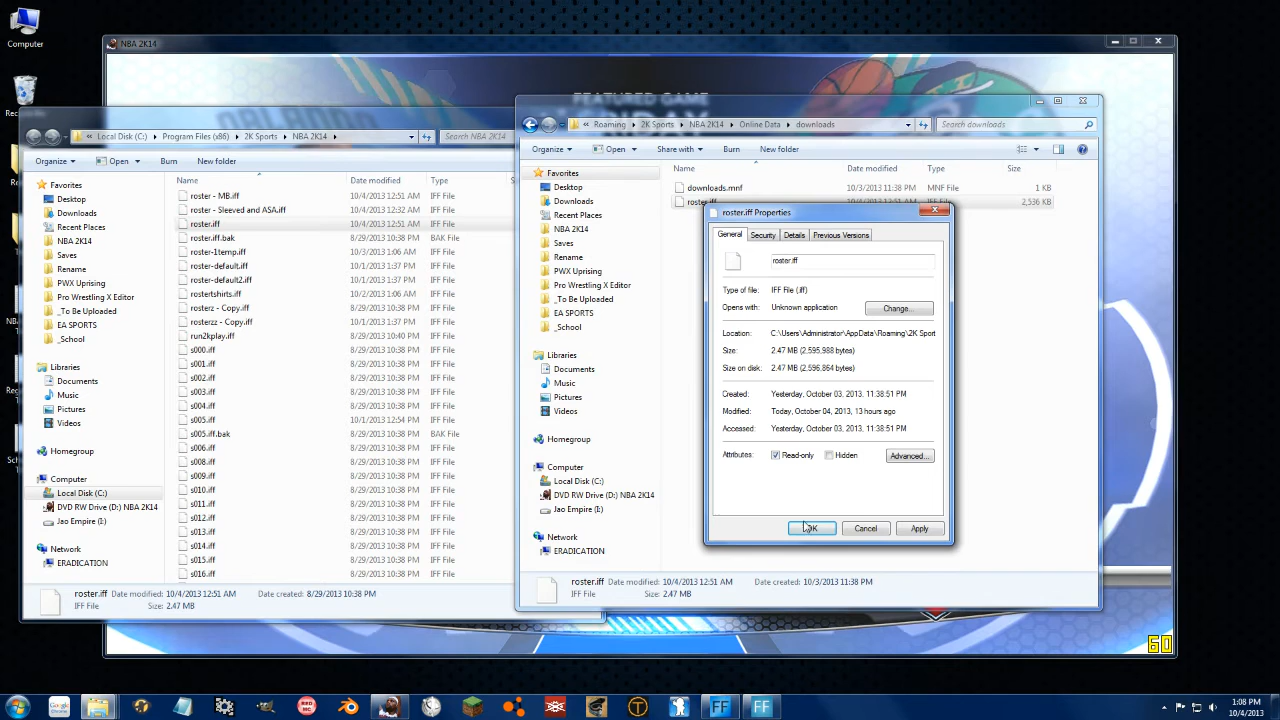 Computer
NBA 2K14
FEATURED GAME
Local Disk (C:) Program Files (x86) 2K Sports NBA 2K14
Search NBA 2K14
Organize Open Burn New folder
Favorites
Desktop
Downloads
Recent Places
NBA 2K14
Saves
Rename
PWX Uprising
Pro Wrestling X Editor
_To Be Uploaded
EA SPORTS
_School
Libraries
Documents
Music
Pictures
Videos
Homegroup
Computer
Local Disk (C:)
DVD RW Drive (D:) NBA 2K14
Jao Empire (I:)
Network
ERADICATION
Name Date modified Type
roster - MB.iff 10/4/2013 12:51 AM IFF File
roster - Sleeved and ASA.iff 10/4/2013 12:32 AM IFF File
roster.iff 10/4/2013 12:51 AM IFF File
roster.iff.bak 8/29/2013 10:38 PM BAK File
roster-1temp.iff 10/3/2013 1:06 AM IFF File
roster-default.iff 10/1/2013 1:37 PM IFF File
roster-default2.iff 10/1/2013 1:37 PM IFF File
rostertshirts.iff 10/2/2013 1:06 AM IFF File
rosterz - Copy.iff 8/29/2013 10:38 PM IFF File
rosterzz - Copy.iff 10/1/2013 1:37 PM IFF File
run2kplay.iff 8/29/2013 10:40 PM IFF File
s000.iff 8/29/2013 10:38 PM IFF File
s001.iff 8/29/2013 10:38 PM IFF File
s002.iff 8/29/2013 10:38 PM IFF File
s003.iff 8/29/2013 10:38 PM IFF File
s004.iff 8/29/2013 10:38 PM IFF File
s005.iff 10/1/2013 12:54 PM IFF File
s005.iff.bak 8/29/2013 10:38 PM BAK File
s006.iff 8/29/2013 10:38 PM IFF File
s008.iff 8/29/2013 10:38 PM IFF File
s009.iff 8/29/2013 10:38 PM IFF File
s010.iff 8/29/2013 10:38 PM IFF File
s011.iff 8/29/2013 10:38 PM IFF File
s012.iff 8/29/2013 10:38 PM IFF File
s013.iff 8/29/2013 10:38 PM IFF File
s014.iff 8/29/2013 10:38 PM IFF File
s015.iff 8/29/2013 10:38 PM IFF File
s016.iff 8/29/2013 10:38 PM IFF File
roster.iff Date modified: 10/4/2013 12:51 AM Date created: 8/29/2013 10:38 PM
IFF File Size: 2.47 MB
Roaming 2K Sports NBA 2K14 Online Data downloads
Search downloads
Organize Open Share with Burn New folder
Favorites
Desktop
Downloads
Recent Places
NBA 2K14
Saves
Rename
PWX Uprising
Pro Wrestling X Editor
_To Be Uploaded
EA SPORTS
_School
Libraries
Documents
Music
Pictures
Videos
Homegroup
Computer
Local Disk (C:)
DVD RW Drive (D:) NBA 2K14
Jao Empire (I:)
Network
ERADICATION
Name Date modified Type Size
downloads.mnf 10/3/2013 11:38 PM MNF File 1 KB
roster.iff 10/4/2013 12:51 AM IFF File 2,536 KB
roster.iff Properties
General Security Details Previous Versions
roster.iff
Type of file: IFF File (.iff)
Opens with: Unknown application Change...
Location: C:\Users\Administrator\AppData\Roaming\2K Sport
Size: 2.47 MB (2,595,988 bytes)
Size on disk: 2.47 MB (2,596,864 bytes)
Created: Yesterday, October 03, 2013, 11:38:51 PM
Modified: Today, October 04, 2013, 13 hours ago
Accessed: Yesterday, October 03, 2013, 11:38:51 PM
Attributes: Read-only Hidden Advanced...
OK Cancel Apply
roster.iff Date modified: 10/4/2013 12:51 AM Date created: 10/3/2013 11:38 PM
IFF File Size: 2.47 MB
60
Google
RED MC
T
FF
FF
1:08 PM
10/4/2013